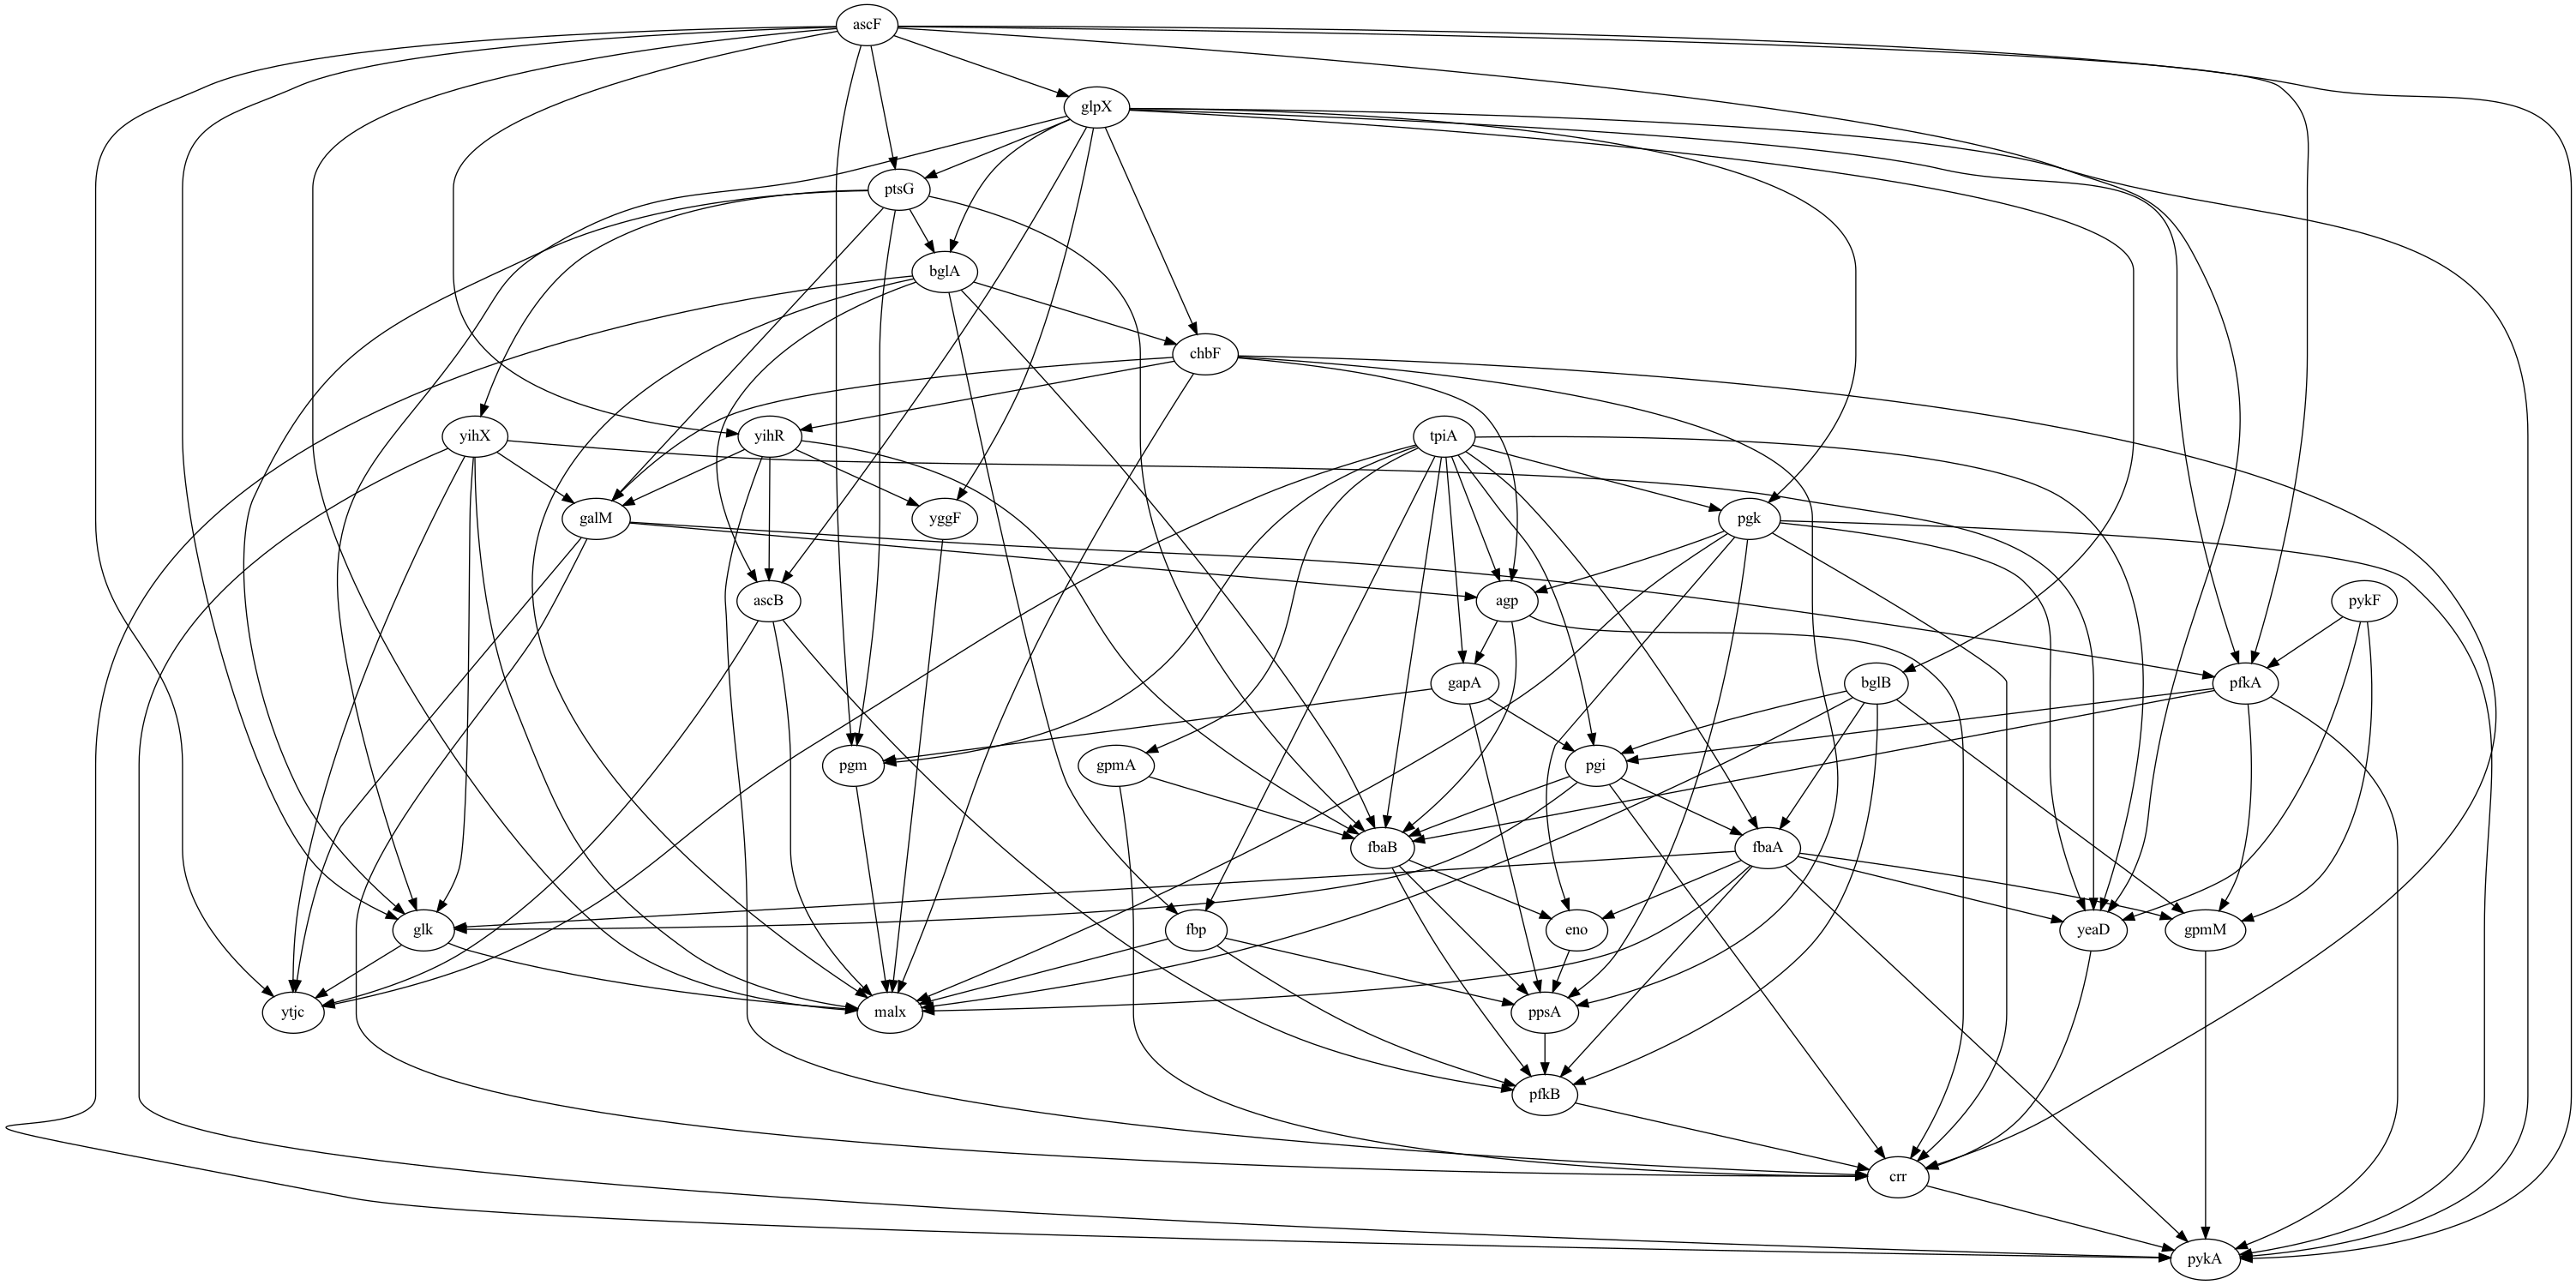 ascF
glpX
ptsG
bglA
chbF
yihX
yihR
tpiA
galM
yggF
pgk
ascB
agp
pykF
gapA
bglB
pfkA
pgm
gpmA
pgi
fbaB
fbaA
glk
fbp
eno
yeaD
gpmM
ytjc
malx
ppsA
pfkB
crr
pykA